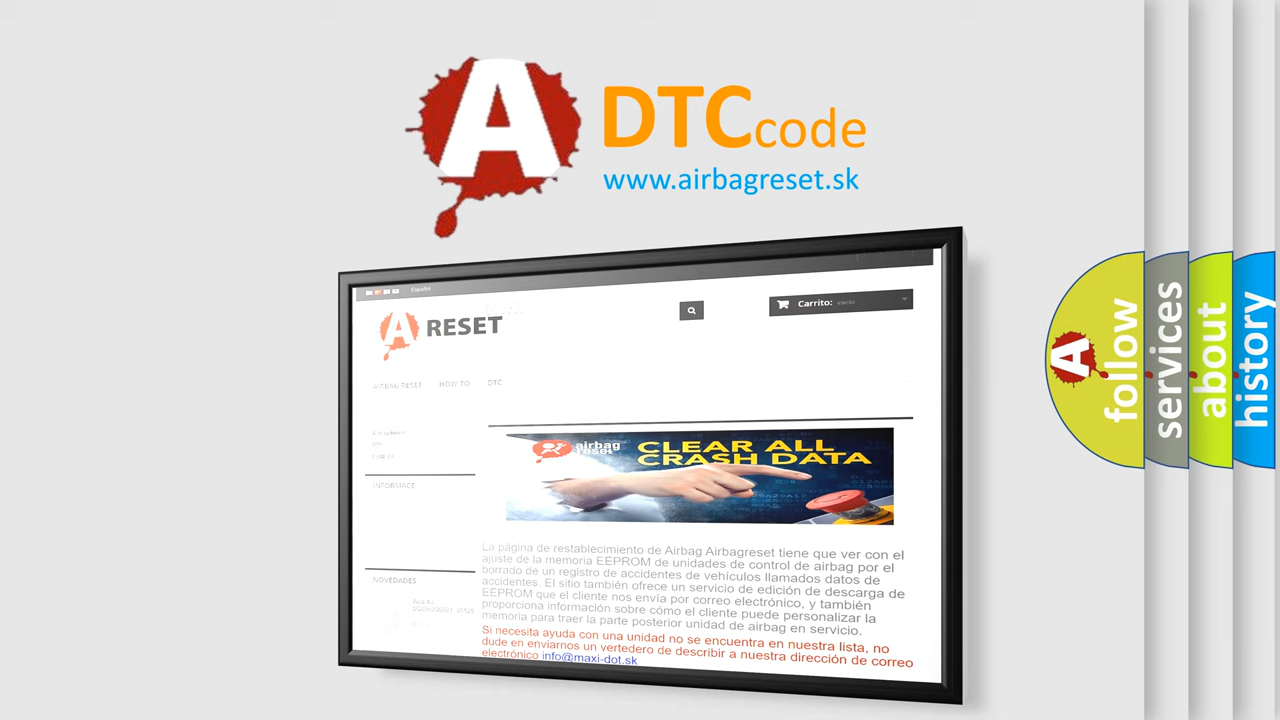 A DTCcode
www.airbagreset.sk
Español
A RESET
Carrito: vacío
AIRBAG RESET HOW TO DTC
INFORMACE
NOVEDADES
airbag
reset
CLEAR ALL
CRASH DATA
La página de restablecimiento de Airbag Airbagreset tiene que ver con el
ajuste de la memoria EEPROM de unidades de control de airbag por el
borrado de un registro de accidentes de vehículos llamados datos de
accidentes. El sitio también ofrece un servicio de edición de descarga de
EEPROM que el cliente nos envía por correo electrónico, y también
proporciona información sobre cómo el cliente puede personalizar la
memoria para traer la parte posterior unidad de airbag en servicio.
Si necesita ayuda con una unidad no se encuentra en nuestra lista, no
dude en enviarnos un vertedero de describir a nuestra dirección de correo
electrónico info@maxi-dot.sk
A
follow
services
about
history